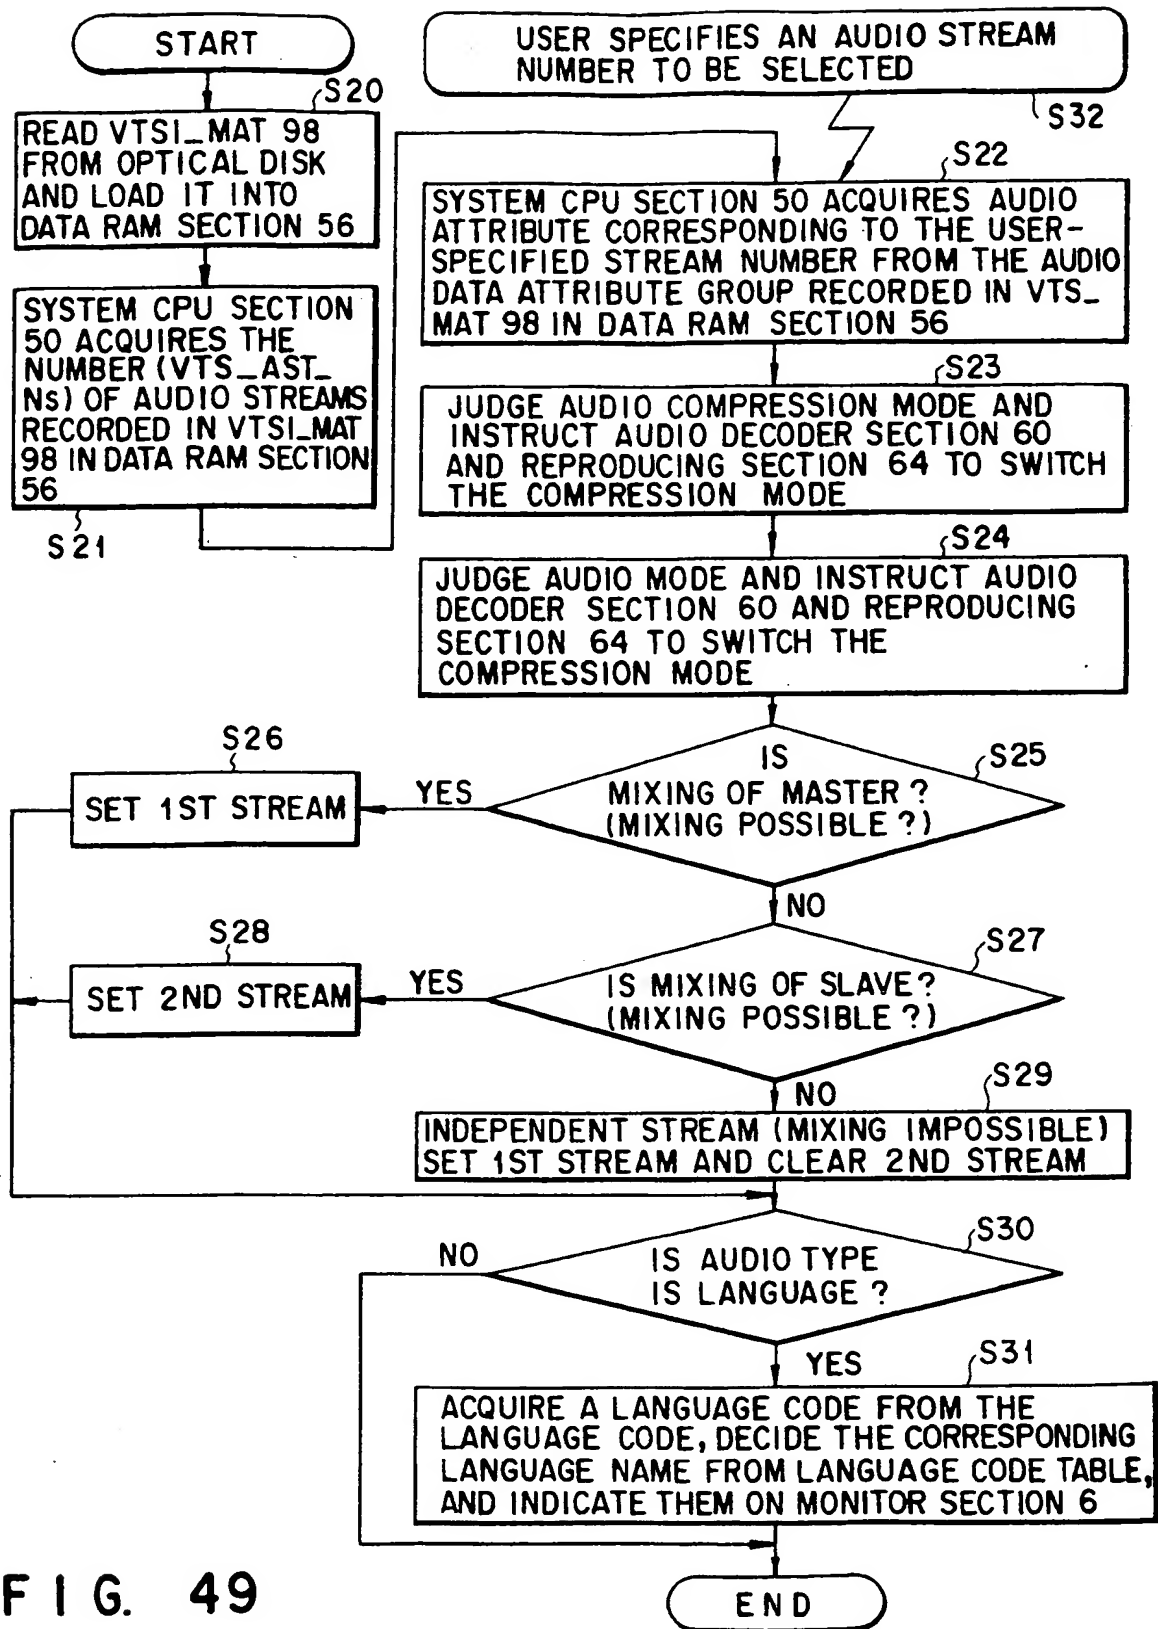 START
S20
READ VTSI_MAT 98
FROM OPTICAL DISK
AND LOAD IT INTO
DATA RAM SECTION 56
SYSTEM CPU SECTION
50 ACQUIRES THE
NUMBER (VTS_AST_
Ns) OF AUDIO STREAMS
RECORDED IN VTSI_MAT
98 IN DATA RAM SECTION
56
S21
USER SPECIFIES AN AUDIO STREAM
NUMBER TO BE SELECTED
S32
S22
SYSTEM CPU SECTION 50 ACQUIRES AUDIO
ATTRIBUTE CORRESPONDING TO THE USER-
SPECIFIED STREAM NUMBER FROM THE AUDIO
DATA ATTRIBUTE GROUP RECORDED IN VTS_
MAT 98 IN DATA RAM SECTION 56
S23
JUDGE AUDIO COMPRESSION MODE AND
INSTRUCT AUDIO DECODER SECTION 60
AND REPRODUCING SECTION 64 TO SWITCH
THE COMPRESSION MODE
S24
JUDGE AUDIO MODE AND INSTRUCT AUDIO
DECODER SECTION 60 AND REPRODUCING
SECTION 64 TO SWITCH THE
COMPRESSION MODE
S25
IS
MIXING OF MASTER?
(MIXING POSSIBLE?)
YES
S26
SET 1ST STREAM
NO
S27
IS MIXING OF SLAVE?
(MIXING POSSIBLE?)
YES
S28
SET 2ND STREAM
NO
S29
INDEPENDENT STREAM (MIXING IMPOSSIBLE)
SET 1ST STREAM AND CLEAR 2ND STREAM
S30
IS AUDIO TYPE
IS LANGUAGE?
NO
YES
S31
ACQUIRE A LANGUAGE CODE FROM THE
LANGUAGE CODE, DECIDE THE CORRESPONDING
LANGUAGE NAME FROM LANGUAGE CODE TABLE,
AND INDICATE THEM ON MONITOR SECTION 6
END
FIG. 49